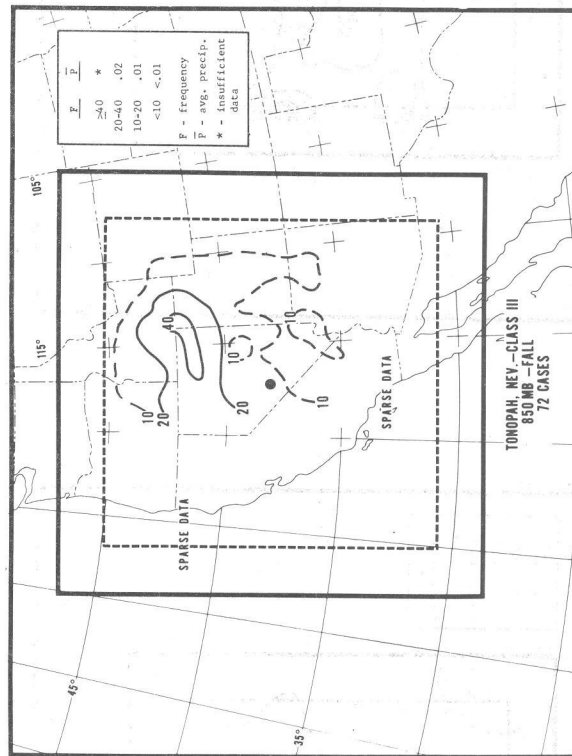 F P̅
≥40 *
20-40 .02
10-20 .01
<10 <.01
F - frequency
P̅ - avg. precip.
* - insufficient
data
105°
115°
45°
35°
40
10
20
10
10
20
10
SPARSE DATA
SPARSE DATA
TONOPAH, NEV.-CLASS III
850 MB -FALL
72 CASES